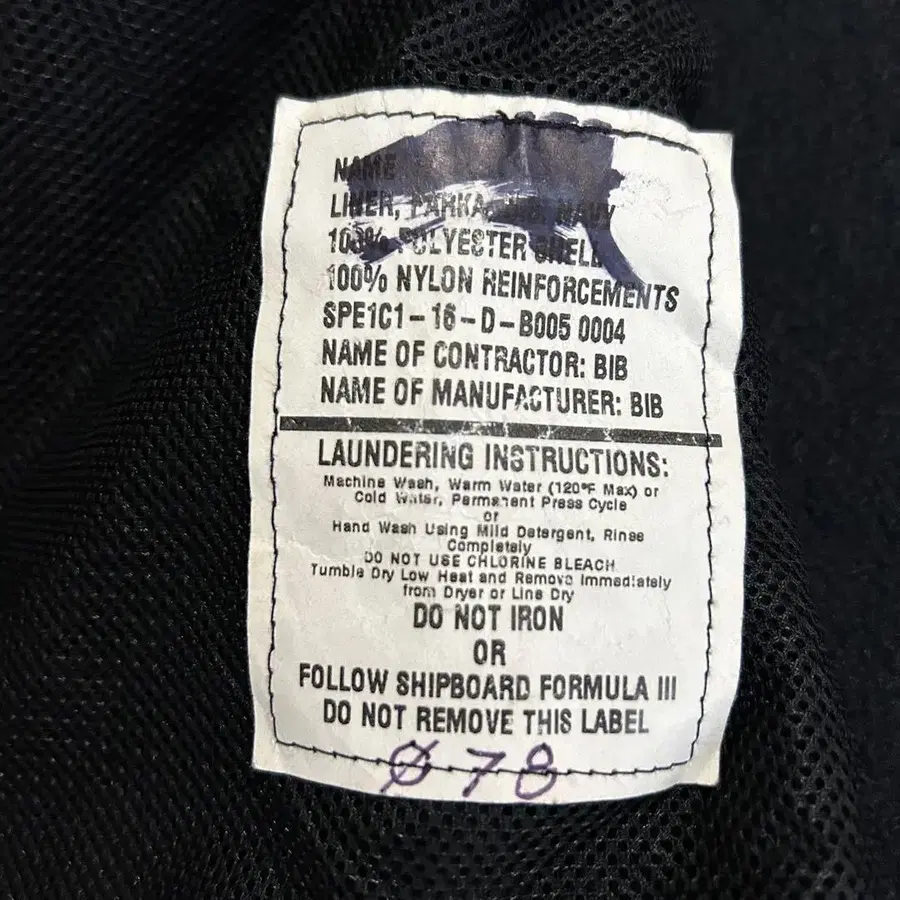 NAME
LINER, PARKA, U.S. NAVY
100% POLYESTER SHELL
100% NYLON REINFORCEMENTS
SPE1C1-16-D-B005 0004
NAME OF CONTRACTOR: BIB
NAME OF MANUFACTURER: BIB
LAUNDERING INSTRUCTIONS:
Machine Wash, Warm Water (120°F Max) or
Cold Water, Permanent Press Cycle
or
Hand Wash Using Mild Detergent, Rinse
Completely
DO NOT USE CHLORINE BLEACH
Tumble Dry Low Heat and Remove Immediately
from Dryer or Line Dry
DO NOT IRON
OR
FOLLOW SHIPBOARD FORMULA III
DO NOT REMOVE THIS LABEL
Ø 78